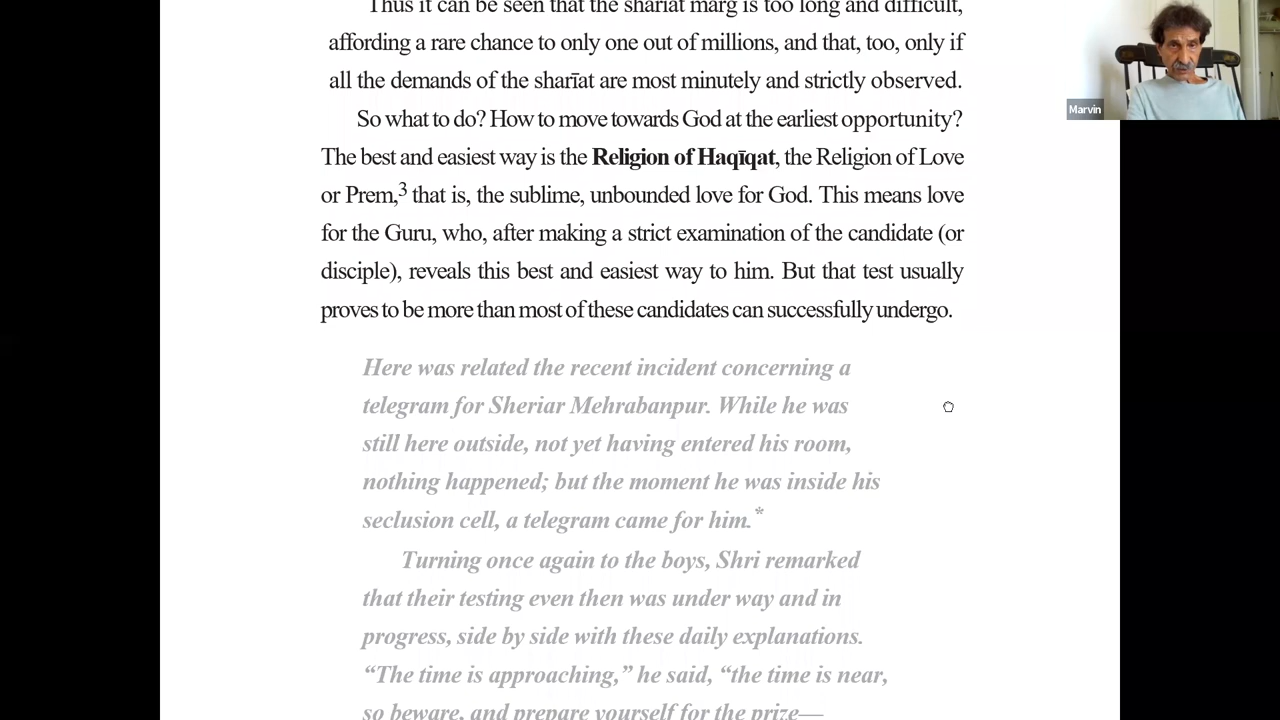 Thus it can be seen that the shariat marg is too long and difficult,
affording a rare chance to only one out of millions, and that, too, only if
all the demands of the sharīat are most minutely and strictly observed.
So what to do? How to move towards God at the earliest opportunity?
The best and easiest way is the Religion of Haqīqat, the Religion of Love
or Prem,3 that is, the sublime, unbounded love for God. This means love
for the Guru, who, after making a strict examination of the candidate (or
disciple), reveals this best and easiest way to him. But that test usually
proves to be more than most of these candidates can successfully undergo.
Here was related the recent incident concerning a
telegram for Sheriar Mehrabanpur. While he was
still here outside, not yet having entered his room,
nothing happened; but the moment he was inside his
seclusion cell, a telegram came for him.*
Turning once again to the boys, Shri remarked
that their testing even then was under way and in
progress, side by side with these daily explanations.
“The time is approaching,” he said, “the time is near,
so beware, and prepare yourself for the prize—
Marvin